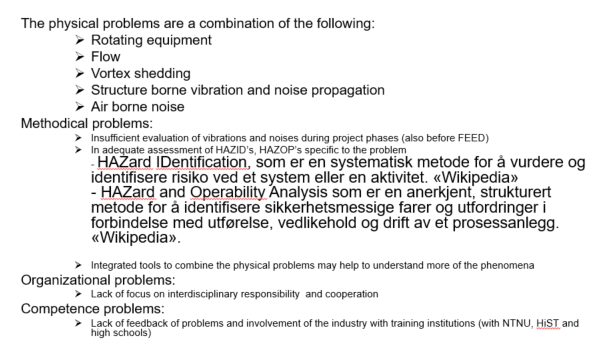 The physical problems are a combination of the following:
➢ Rotating equipment
➢ Flow
➢ Vortex shedding
➢ Structure borne vibration and noise propagation
➢ Air borne noise
Methodical problems:
➢ Insufficient evaluation of vibrations and noises during project phases (also before FEED)
➢ In adequate assessment of HAZID's, HAZOP's specific to the problem
- HAZard IDentification, som er en systematisk metode for å vurdere og
identifisere risiko ved et system eller en aktivitet. «Wikipedia»
- HAZard and Operability Analysis som er en anerkjent, strukturert
metode for å identifisere sikkerhetsmessige farer og utfordringer i
forbindelse med utførelse, vedlikehold og drift av et prosessanlegg.
«Wikipedia».
➢ Integrated tools to combine the physical problems may help to understand more of the phenomena
Organizational problems:
➢ Lack of focus on interdisciplinary responsibility and cooperation
Competence problems:
➢ Lack of feedback of problems and involvement of the industry with training institutions (with NTNU, HiST and
high schools)